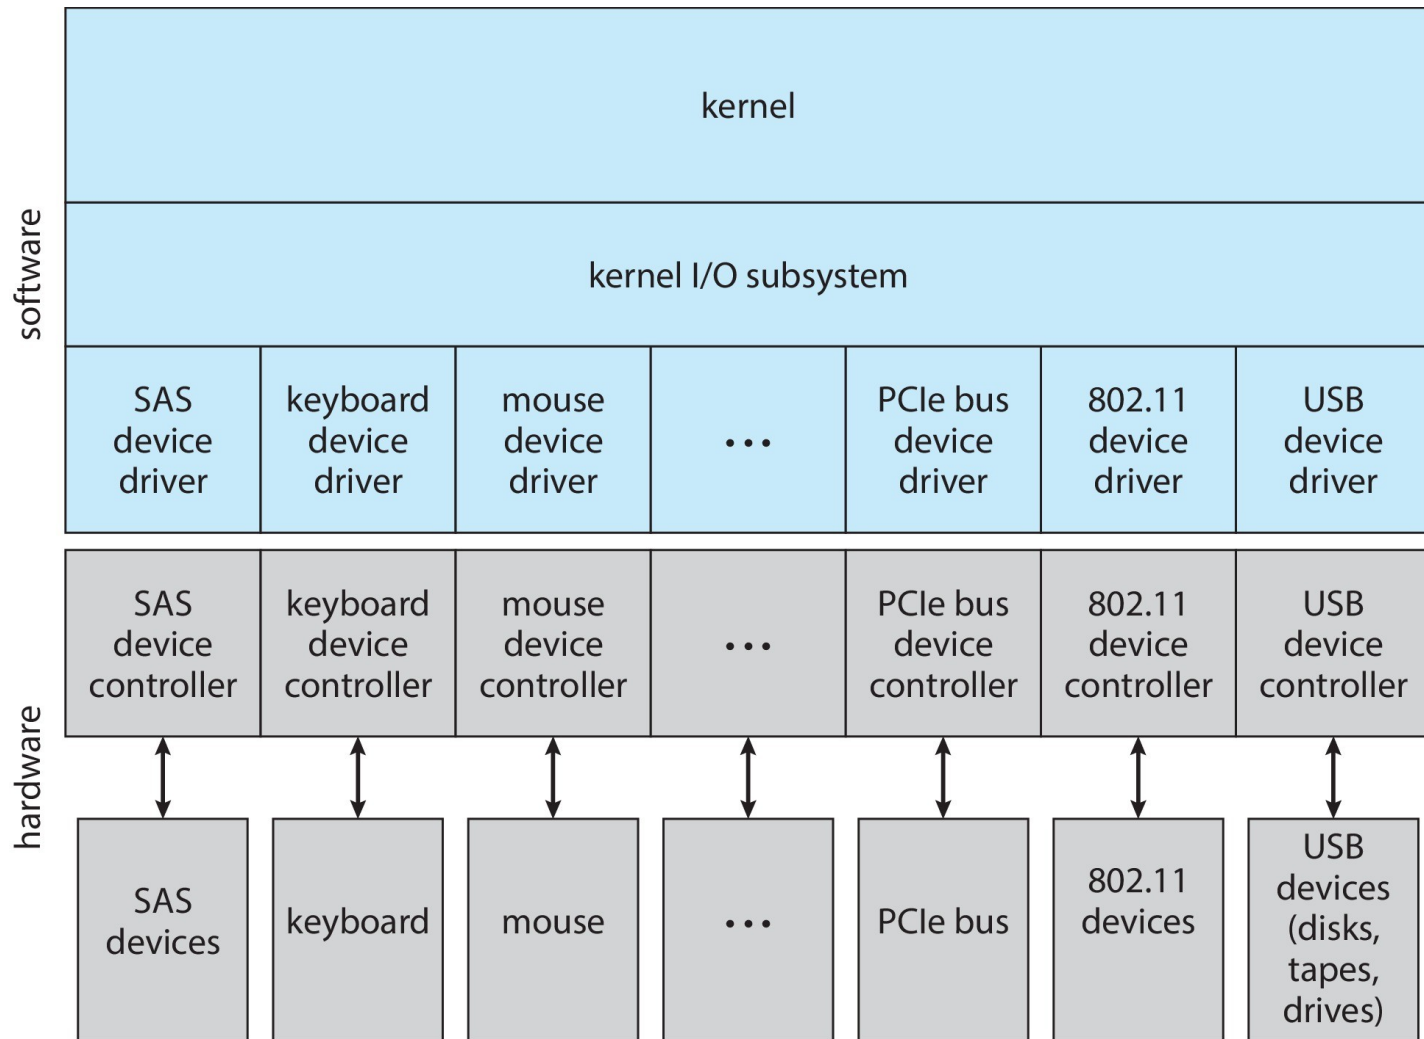 software
kernel
kernel I/O subsystem
SAS
device
driver
keyboard
device
driver
mouse
device
driver
...
PCIe bus
device
driver
802.11
device
driver
USB
device
driver
hardware
SAS
device
controller
keyboard
device
controller
mouse
device
controller
...
PCIe bus
device
controller
802.11
device
controller
USB
device
controller
SAS
devices
keyboard
mouse
...
PCIe bus
802.11
devices
USB
devices
(disks,
tapes,
drives)